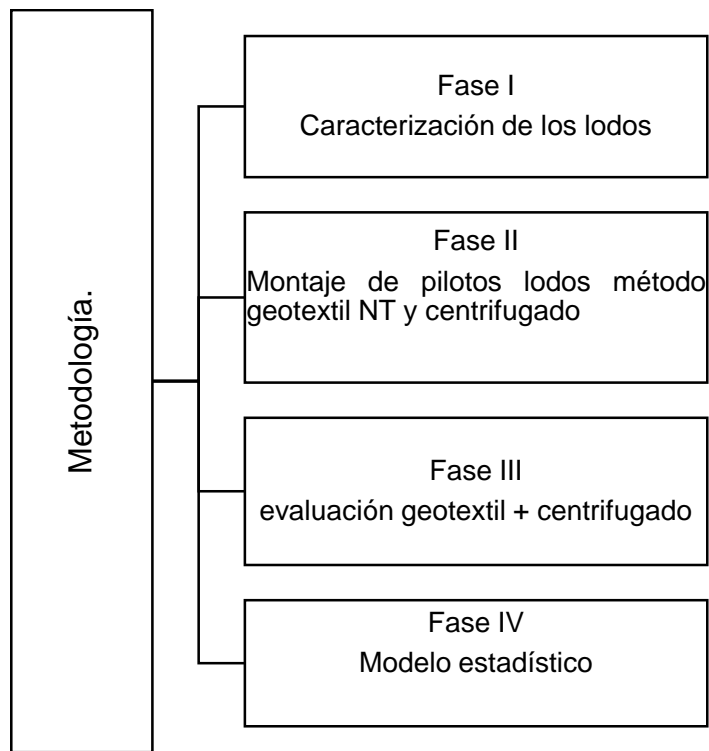 Metodología.
Fase I
Caracterización de los lodos
Fase II
Montaje de pilotos lodos método
geotextil NT y centrifugado
Fase III
evaluación geotextil + centrifugado
Fase IV
Modelo estadístico